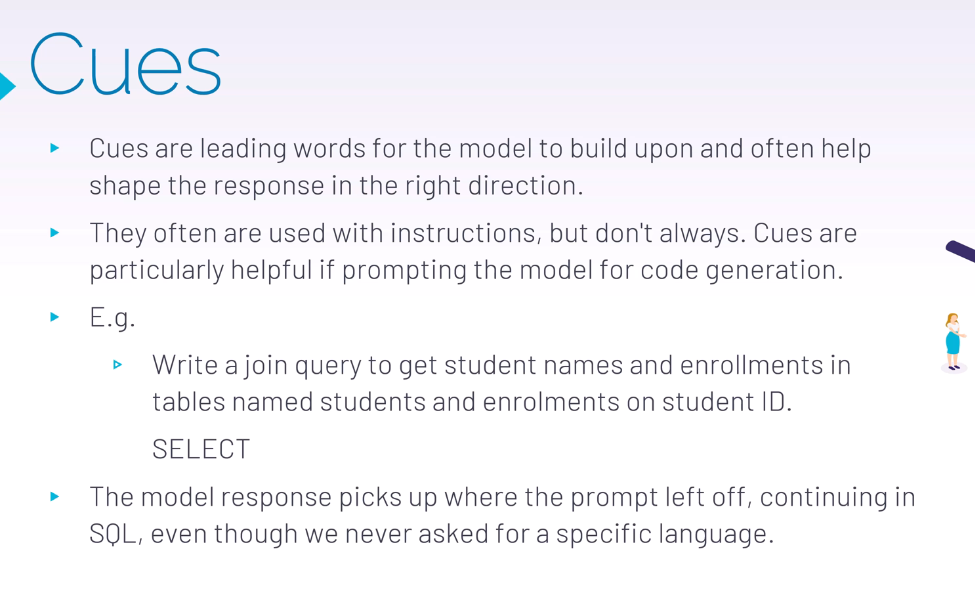 Cues
Cues are leading words for the model to build upon and often help
shape the response in the right direction.
They often are used with instructions, but don't always. Cues are
particularly helpful if prompting the model for code generation.
E.g.
Write a join query to get student names and enrollments in
tables named students and enrolments on student ID.
SELECT
The model response picks up where the prompt left off, continuing in
SQL, even though we never asked for a specific language.